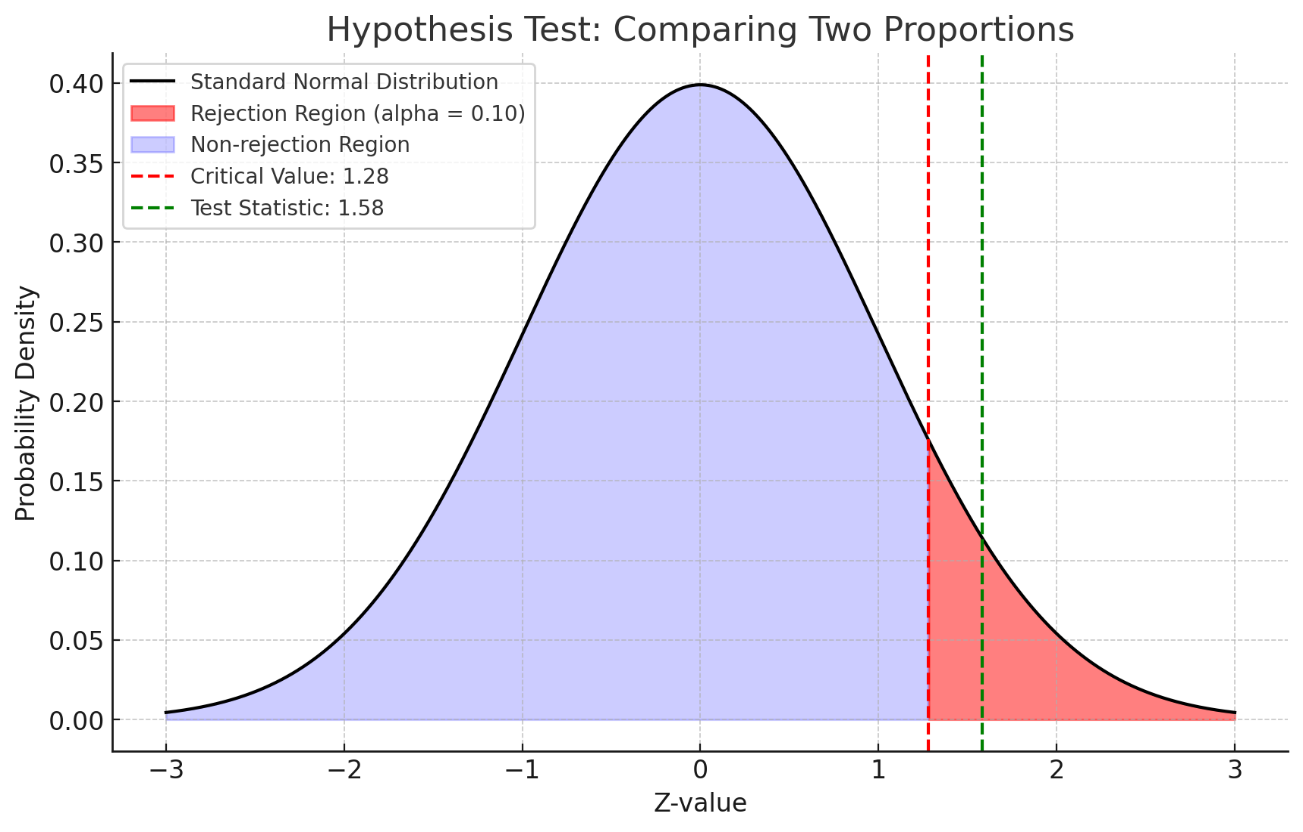 Hypothesis Test: Comparing Two Proportions
Standard Normal Distribution
Rejection Region (alpha = 0.10)
Non-rejection Region
Critical Value: 1.28
Test Statistic: 1.58
Probability Density
0.40
0.35
0.30
0.25
0.20
0.15
0.10
0.05
0.00
−3 −2 −1 0 1 2 3
Z-value